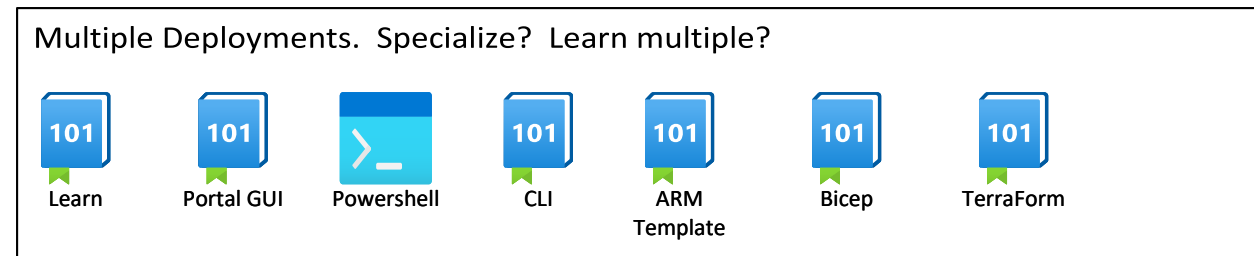 Multiple Deployments.  Specialize?  Learn multiple?
101
101
101
101
101
101
Learn
Portal GUI
Powershell
CLI
ARM
Template
Bicep
TerraForm